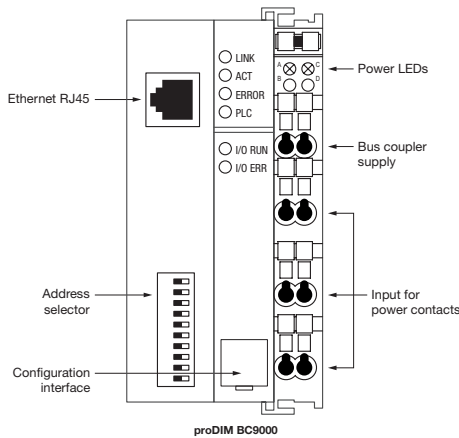 LINK
ACT
ERROR
PLC
I/O RUN
I/O ERR
A
C
B
D
Power LEDs
Ethernet RJ45
Bus coupler
supply
Address
selector
Input for
power contacts
Configuration
interface
proDIM BC9000